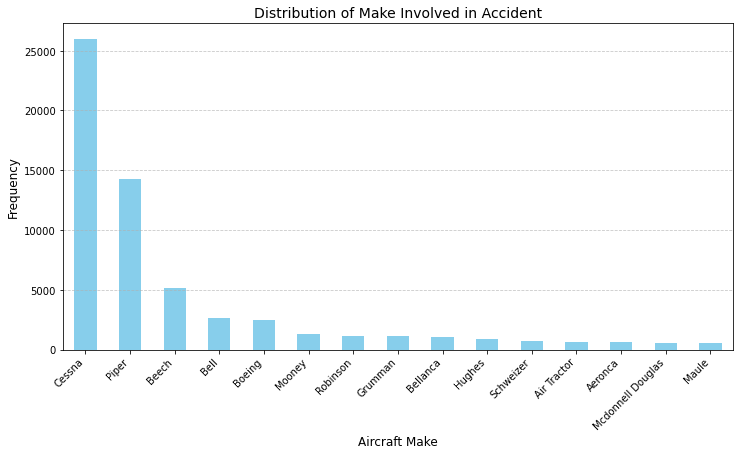 Distribution of Make Involved in Accident
25000
20000
15000
10000
5000
0
Frequency
Cessna
Piper
Beech
Bell
Boeing
Mooney
Robinson
Grumman
Bellanca
Hughes
Schweizer
Air Tractor
Aeronca
Mcdonnell Douglas
Maule
Aircraft Make